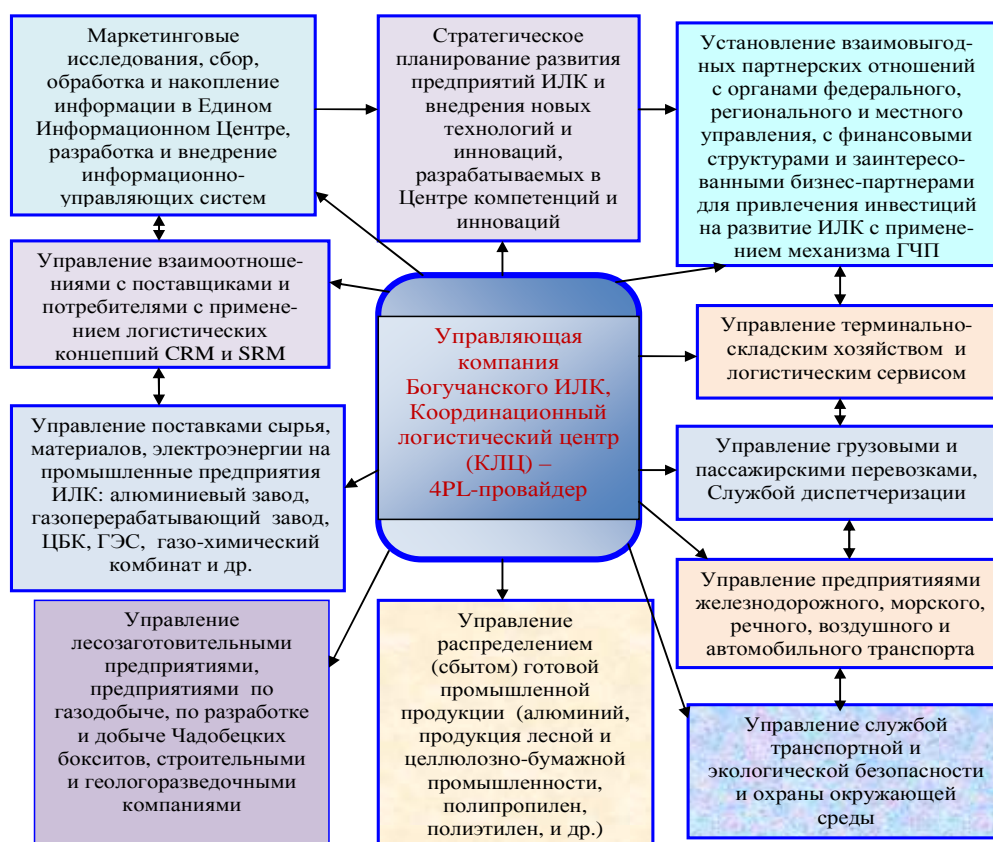 Маркетинговые
исследования, сбор,
обработка и накопление
информации в Едином
Информационном Центре,
разработка и внедрение
информационно-
управляющих систем
Стратегическое
планирование развития
предприятий ИЛК и
внедрения новых
технологий и
инноваций,
разрабатываемых в
Центре компетенций и
инноваций
Установление взаимовыгод-
ных партнерских отношений
с органами федерального,
регионального и местного
управления, с финансовыми
структурами и заинтересо-
ванными бизнес-партнерами
для привлечения инвестиций
на развитие ИЛК с примене-
нием механизма ГЧП
Управление взаимоотноше-
ниями с поставщиками и
потребителями с примене-
нием логистических
концепций CRM и SRM
Управляющая
компания
Богучанского ИЛК,
Координационный
логистический центр
(КЛЦ) –
4PL-провайдер
Управление терминально-
складским хозяйством и
логистическим сервисом
Управление поставками сырья,
материалов, электроэнергии на
промышленные предприятия
ИЛК: алюминиевый завод,
газоперерабатывающий завод,
ЦБК, ГЭС, газо-химический
комбинат и др.
Управление грузовыми и
пассажирскими перевозками,
Службой диспетчеризации
Управление предприятиями
железнодорожного, морского,
речного, воздушного и
автомобильного транспорта
Управление
лесозаготовительными
предприятиями,
предприятиями по
газодобыче, по разработке
и добыче Чадобецких
бокситов, строительными
и геологоразведочными
компаниями
Управление
распределением
(сбытом) готовой
промышленной
продукции (алюминий,
продукция лесной и
целлюлозно-бумажной
промышленности,
полипропилен,
полиэтилен, и др.)
Управление службой
транспортной и
экологической безопасности
и охраны окружающей
среды